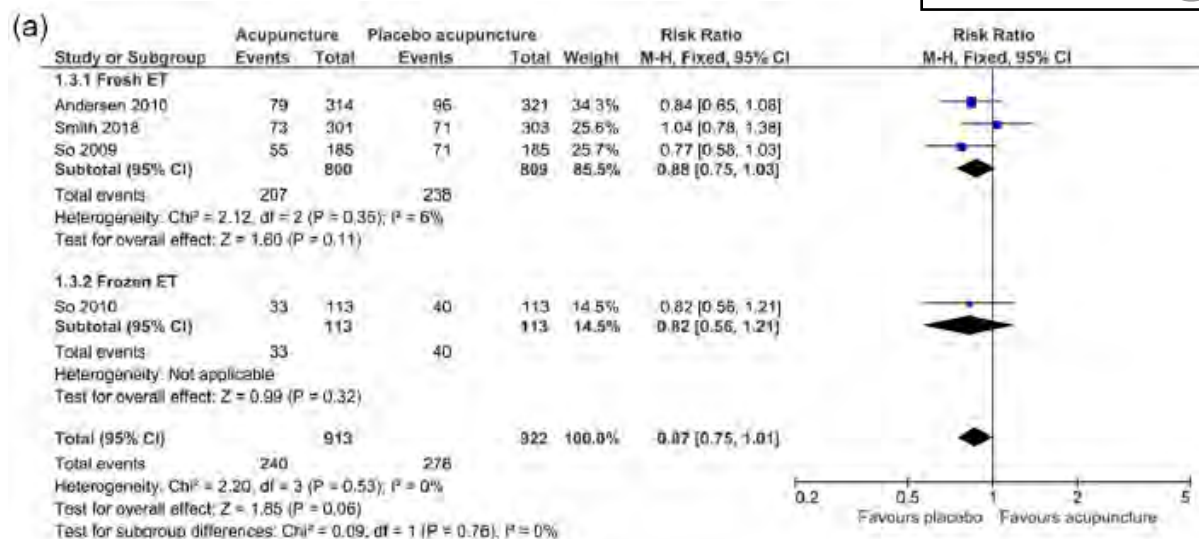 (a)
Acupuncture Placebo acupuncture Risk Ratio Risk Ratio
Study or Subgroup Events Total Events Total Weight M-H, Fixed, 95% CI M-H, Fixed, 95% CI
1.3.1 Fresh ET
Andersen 2010 79 314 96 321 34.3% 0.84 [0.65, 1.08]
Smith 2018 73 301 71 303 25.6% 1.04 [0.78, 1.38]
So 2009 55 185 71 185 25.7% 0.77 [0.58, 1.03]
Subtotal (95% CI) 800 809 85.5% 0.88 [0.75, 1.03]
Total events 207 238
Heterogeneity: Chi² = 2.12, df = 2 (P = 0.35); I² = 6%
Test for overall effect: Z = 1.60 (P = 0.11)
1.3.2 Frozen ET
So 2010 33 113 40 113 14.5% 0.82 [0.56, 1.21]
Subtotal (95% CI) 113 113 14.5% 0.82 [0.56, 1.21]
Total events 33 40
Heterogeneity: Not applicable
Test for overall effect: Z = 0.99 (P = 0.32)
Total (95% CI) 913 922 100.0% 0.87 [0.75, 1.01]
Total events 240 278
Heterogeneity: Chi² = 2.20, df = 3 (P = 0.53); I² = 0%
Test for overall effect: Z = 1.85 (P = 0.06)
Test for subgroup differences: Chi² = 0.09, df = 1 (P = 0.76), I² = 0%
0.2 0.5 1 2 5
Favours placebo Favours acupuncture